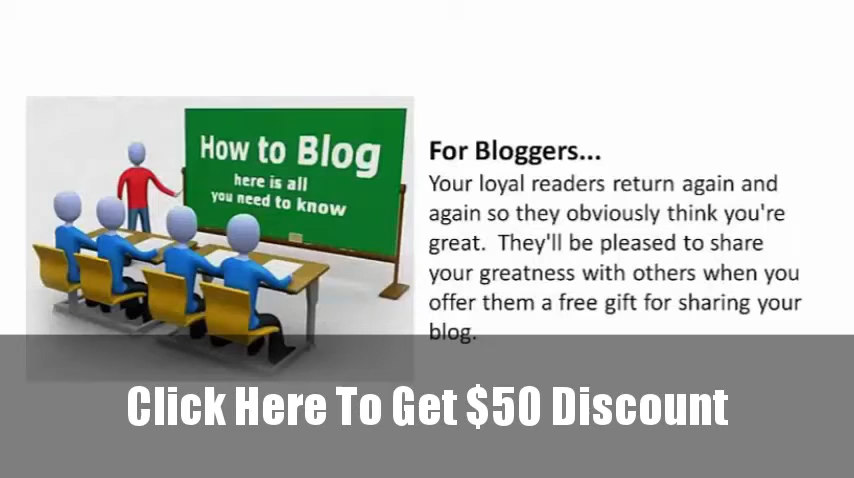 How to Blog
here is all
you need to know
For Bloggers...
Your loyal readers return again and
again so they obviously think you're
great.  They'll be pleased to share
your greatness with others when you
offer them a free gift for sharing your
blog.
Click Here To Get $50 Discount